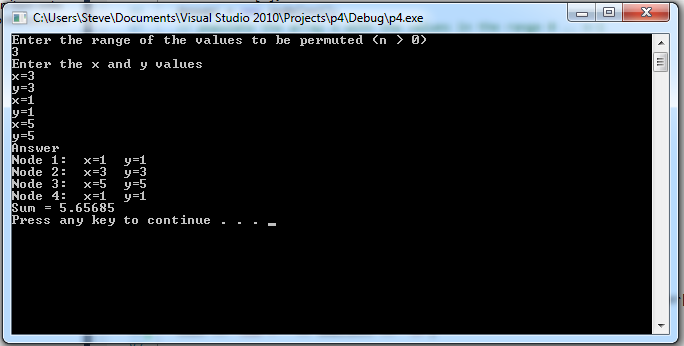 C:\Users\Steve\Documents\Visual Studio 2010\Projects\p4\Debug\p4.exe
Enter the range of the values to be permuted (n > 0)
3
Enter the x and y values
x=3
y=3
x=1
y=1
x=5
y=5
Answer
Node 1:  x=1  y=1
Node 2:  x=3  y=3
Node 3:  x=5  y=5
Node 4:  x=1  y=1
Sum = 5.65685
Press any key to continue . . . _